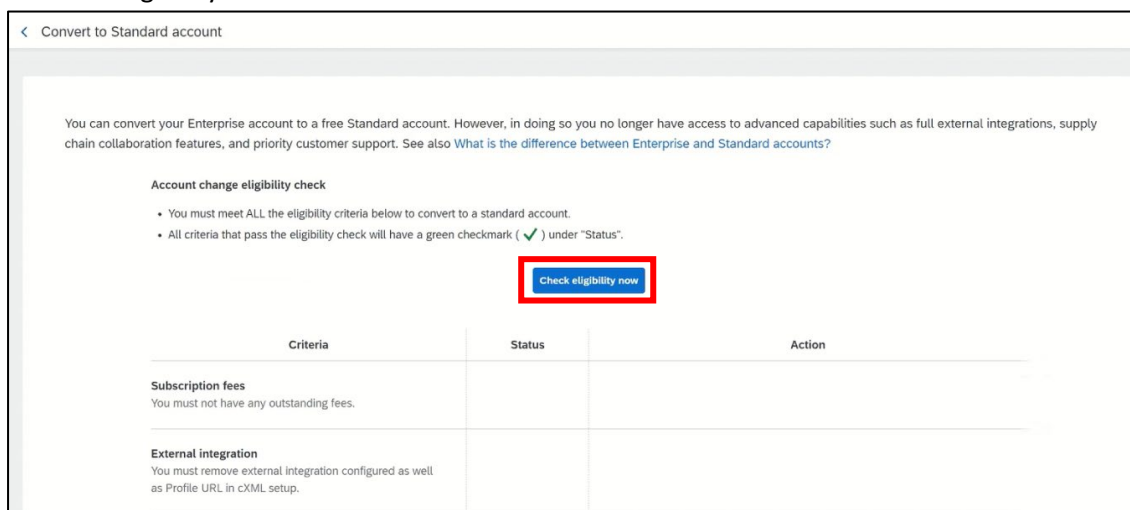 Convert to Standard account
You can convert your Enterprise account to a free Standard account. However, in doing so you no longer have access to advanced capabilities such as full external integrations, supply
chain collaboration features, and priority customer support. See also What is the difference between Enterprise and Standard accounts?
Account change eligibility check
• You must meet ALL the eligibility criteria below to convert to a standard account.
• All criteria that pass the eligibility check will have a green checkmark ( ✓ ) under "Status".
Check eligibility now
Criteria Status Action
Subscription fees
You must not have any outstanding fees.
External integration
You must remove external integration configured as well
as Profile URL in cXML setup.